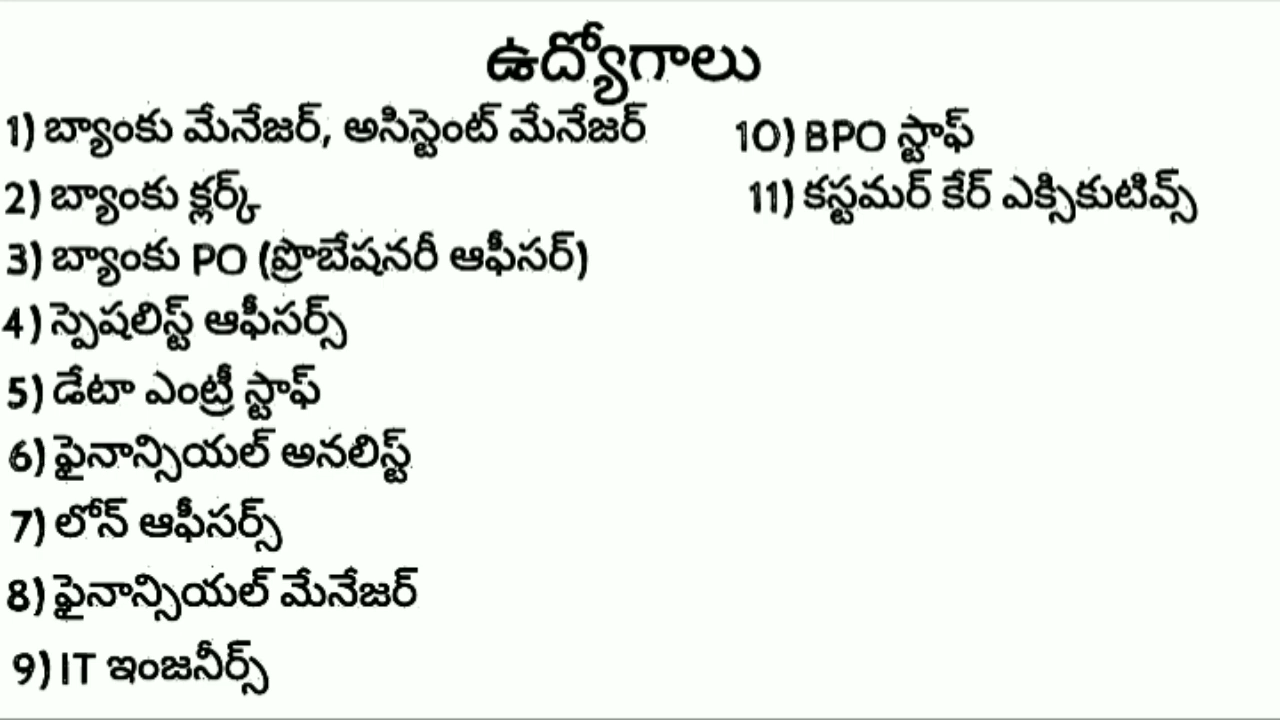 ఉద్యోగాలు
1) బ్యాంకు మేనేజర్, అసిస్టెంట్ మేనేజర్
2) బ్యాంకు క్లర్క్
3) బ్యాంకు PO (ప్రొబేషనరీ ఆఫీసర్)
4) స్పెషలిస్ట్ ఆఫీసర్స్
5) డేటా ఎంట్రీ స్టాఫ్
6) ఫైనాన్సియల్ అనలిస్ట్
7) లోన్ ఆఫీసర్స్
8) ఫైనాన్సియల్ మేనేజర్
9) IT ఇంజనీర్స్
10) BPO స్టాఫ్
11) కస్టమర్ కేర్ ఎక్సికుటివ్స్